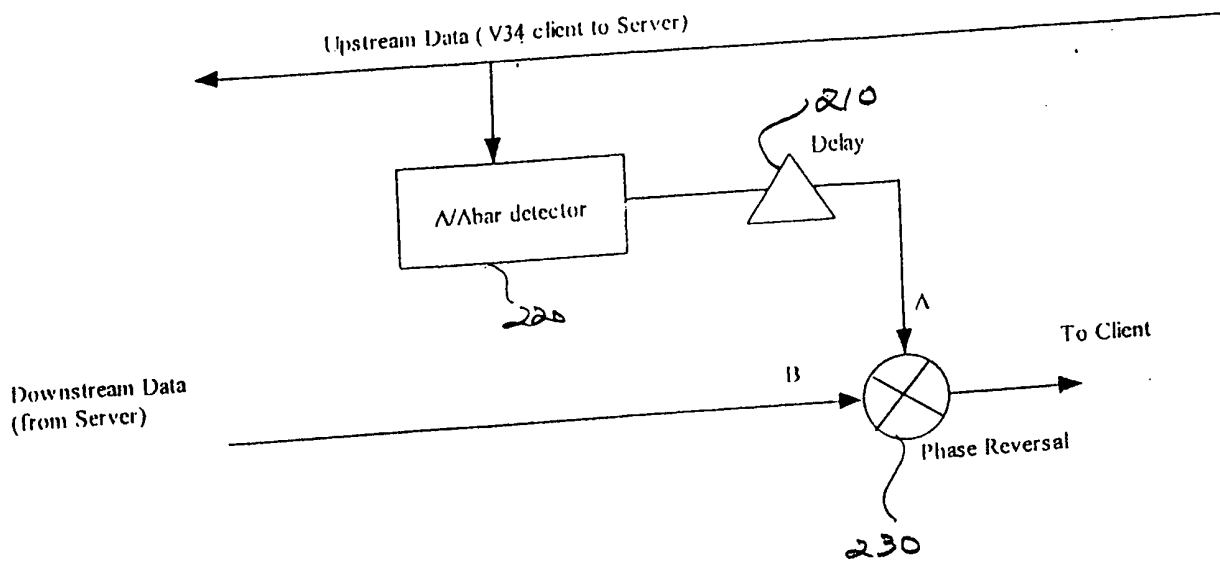 Upstream Data ( V34 client to Server)
210
Delay
A/Abar detector
220
A
To Client
B
Downstream Data
(from Server)
Phase Reversal
230